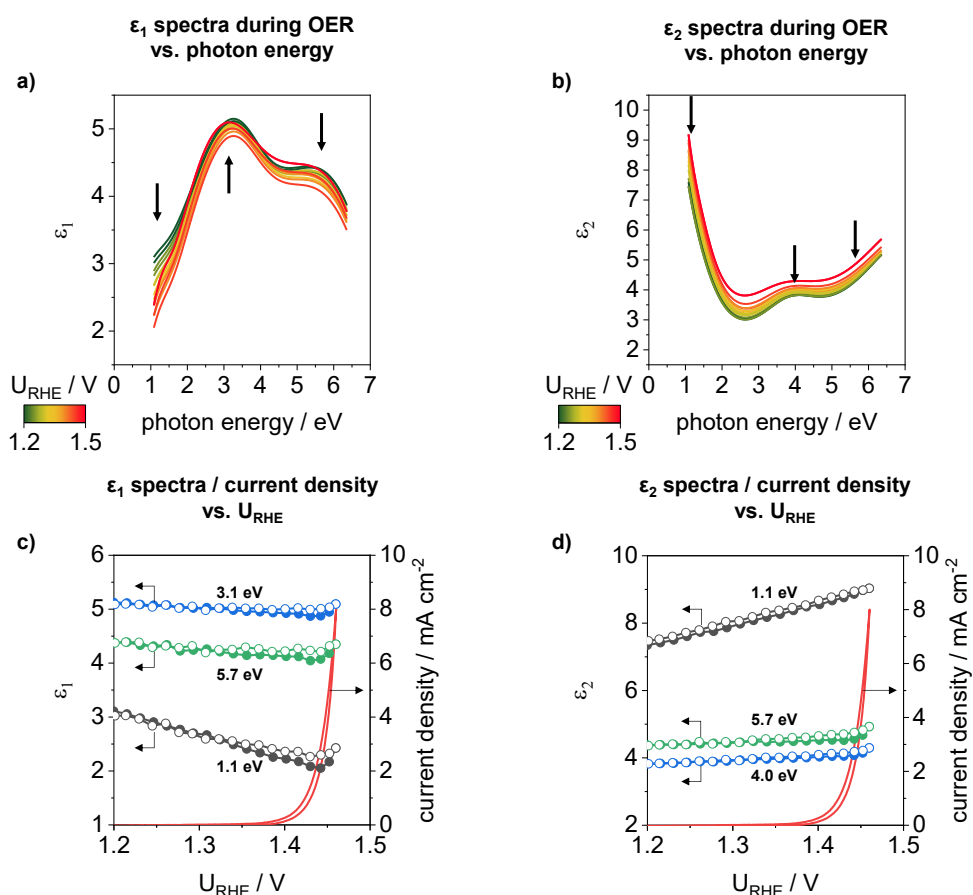 ε1 spectra during OER
vs. photon energy
a)
ε1
5
4
3
2
0 1 2 3 4 5 6 7
photon energy / eV
URHE / V
1.2 1.5
ε2 spectra during OER
vs. photon energy
b)
ε2
10
9
8
7
6
5
4
3
2
0 1 2 3 4 5 6 7
photon energy / eV
URHE / V
1.2 1.5
ε1 spectra / current density
vs. URHE
c)
ε1
6
5
4
3
2
1
3.1 eV
5.7 eV
1.1 eV
10
8
6
4
2
0
current density / mA cm-2
1.2 1.3 1.4 1.5
URHE / V
ε2 spectra / current density
vs. URHE
d)
ε2
10
8
6
4
2
1.1 eV
5.7 eV
4.0 eV
10
8
6
4
2
0
current density / mA cm-2
1.2 1.3 1.4 1.5
URHE / V